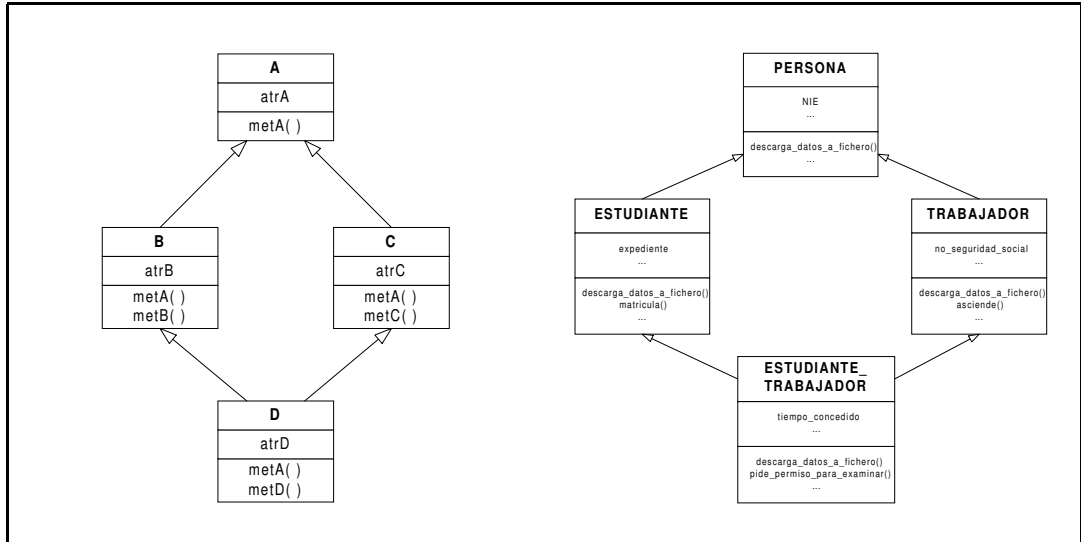 A
atrA
metA( )
B
atrB
metA( )
metB( )
C
atrC
metA( )
metC( )
D
atrD
metA( )
metD( )
PERSONA
NIE
...
descarga_datos_a_fichero()
...
ESTUDIANTE
expediente
...
descarga_datos_a_fichero()
matricula()
...
TRABAJADOR
no_seguridad_social
...
descarga_datos_a_fichero()
asciende()
...
ESTUDIANTE_
TRABAJADOR
tiempo_concedido
...
descarga_datos_a_fichero()
pide_permiso_para_examinar()
...